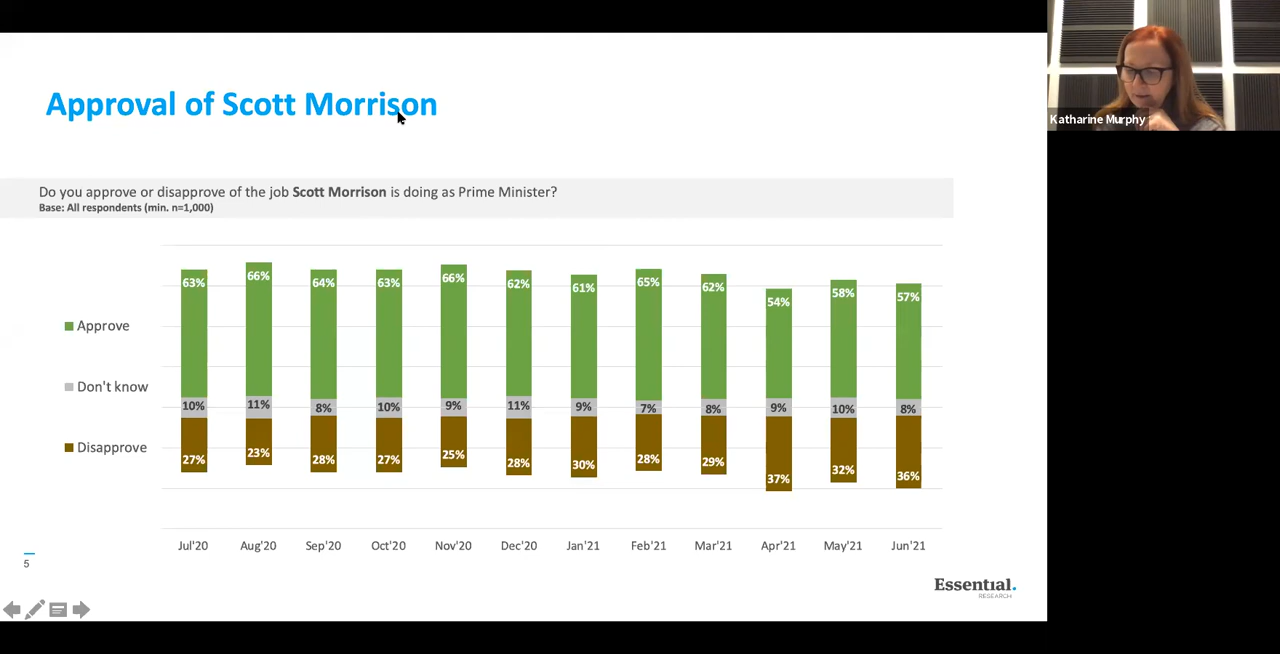 Approval of Scott Morrison
Katharine Murphy
Do you approve or disapprove of the job Scott Morrison is doing as Prime Minister?
Base: All respondents (min. n=1,000)
63% 66% 64% 63% 66% 62% 61% 65% 62% 54% 58% 57%
Approve
Don't know
10% 11% 8% 10% 9% 11% 9% 7% 8% 9% 10% 8%
Disapprove
27% 23% 28% 27% 25% 28% 30% 28% 29% 37% 32% 36%
Jul'20 Aug'20 Sep'20 Oct'20 Nov'20 Dec'20 Jan'21 Feb'21 Mar'21 Apr'21 May'21 Jun'21
5
Essential.
RESEARCH